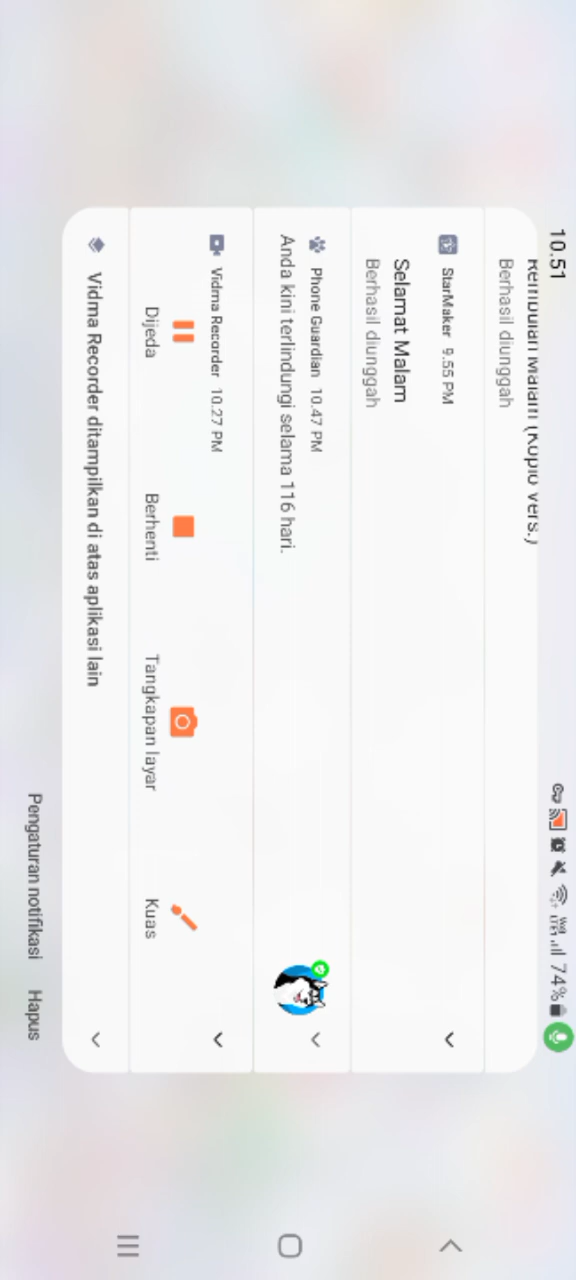 10.51
74%
(Kopio vers.)
Berhasil diunggah
StarMaker 9.55 PM
Selamat Malam
Berhasil diunggah
Phone Guardian 10.47 PM
Anda kini terlindungi selama 116 hari.
Vidma Recorder 10.27 PM
Dijeda
Berhenti
Tangkapan layar
Kuas
Vidma Recorder ditampilkan di atas aplikasi lain
Pengaturan notifikasi
Hapus